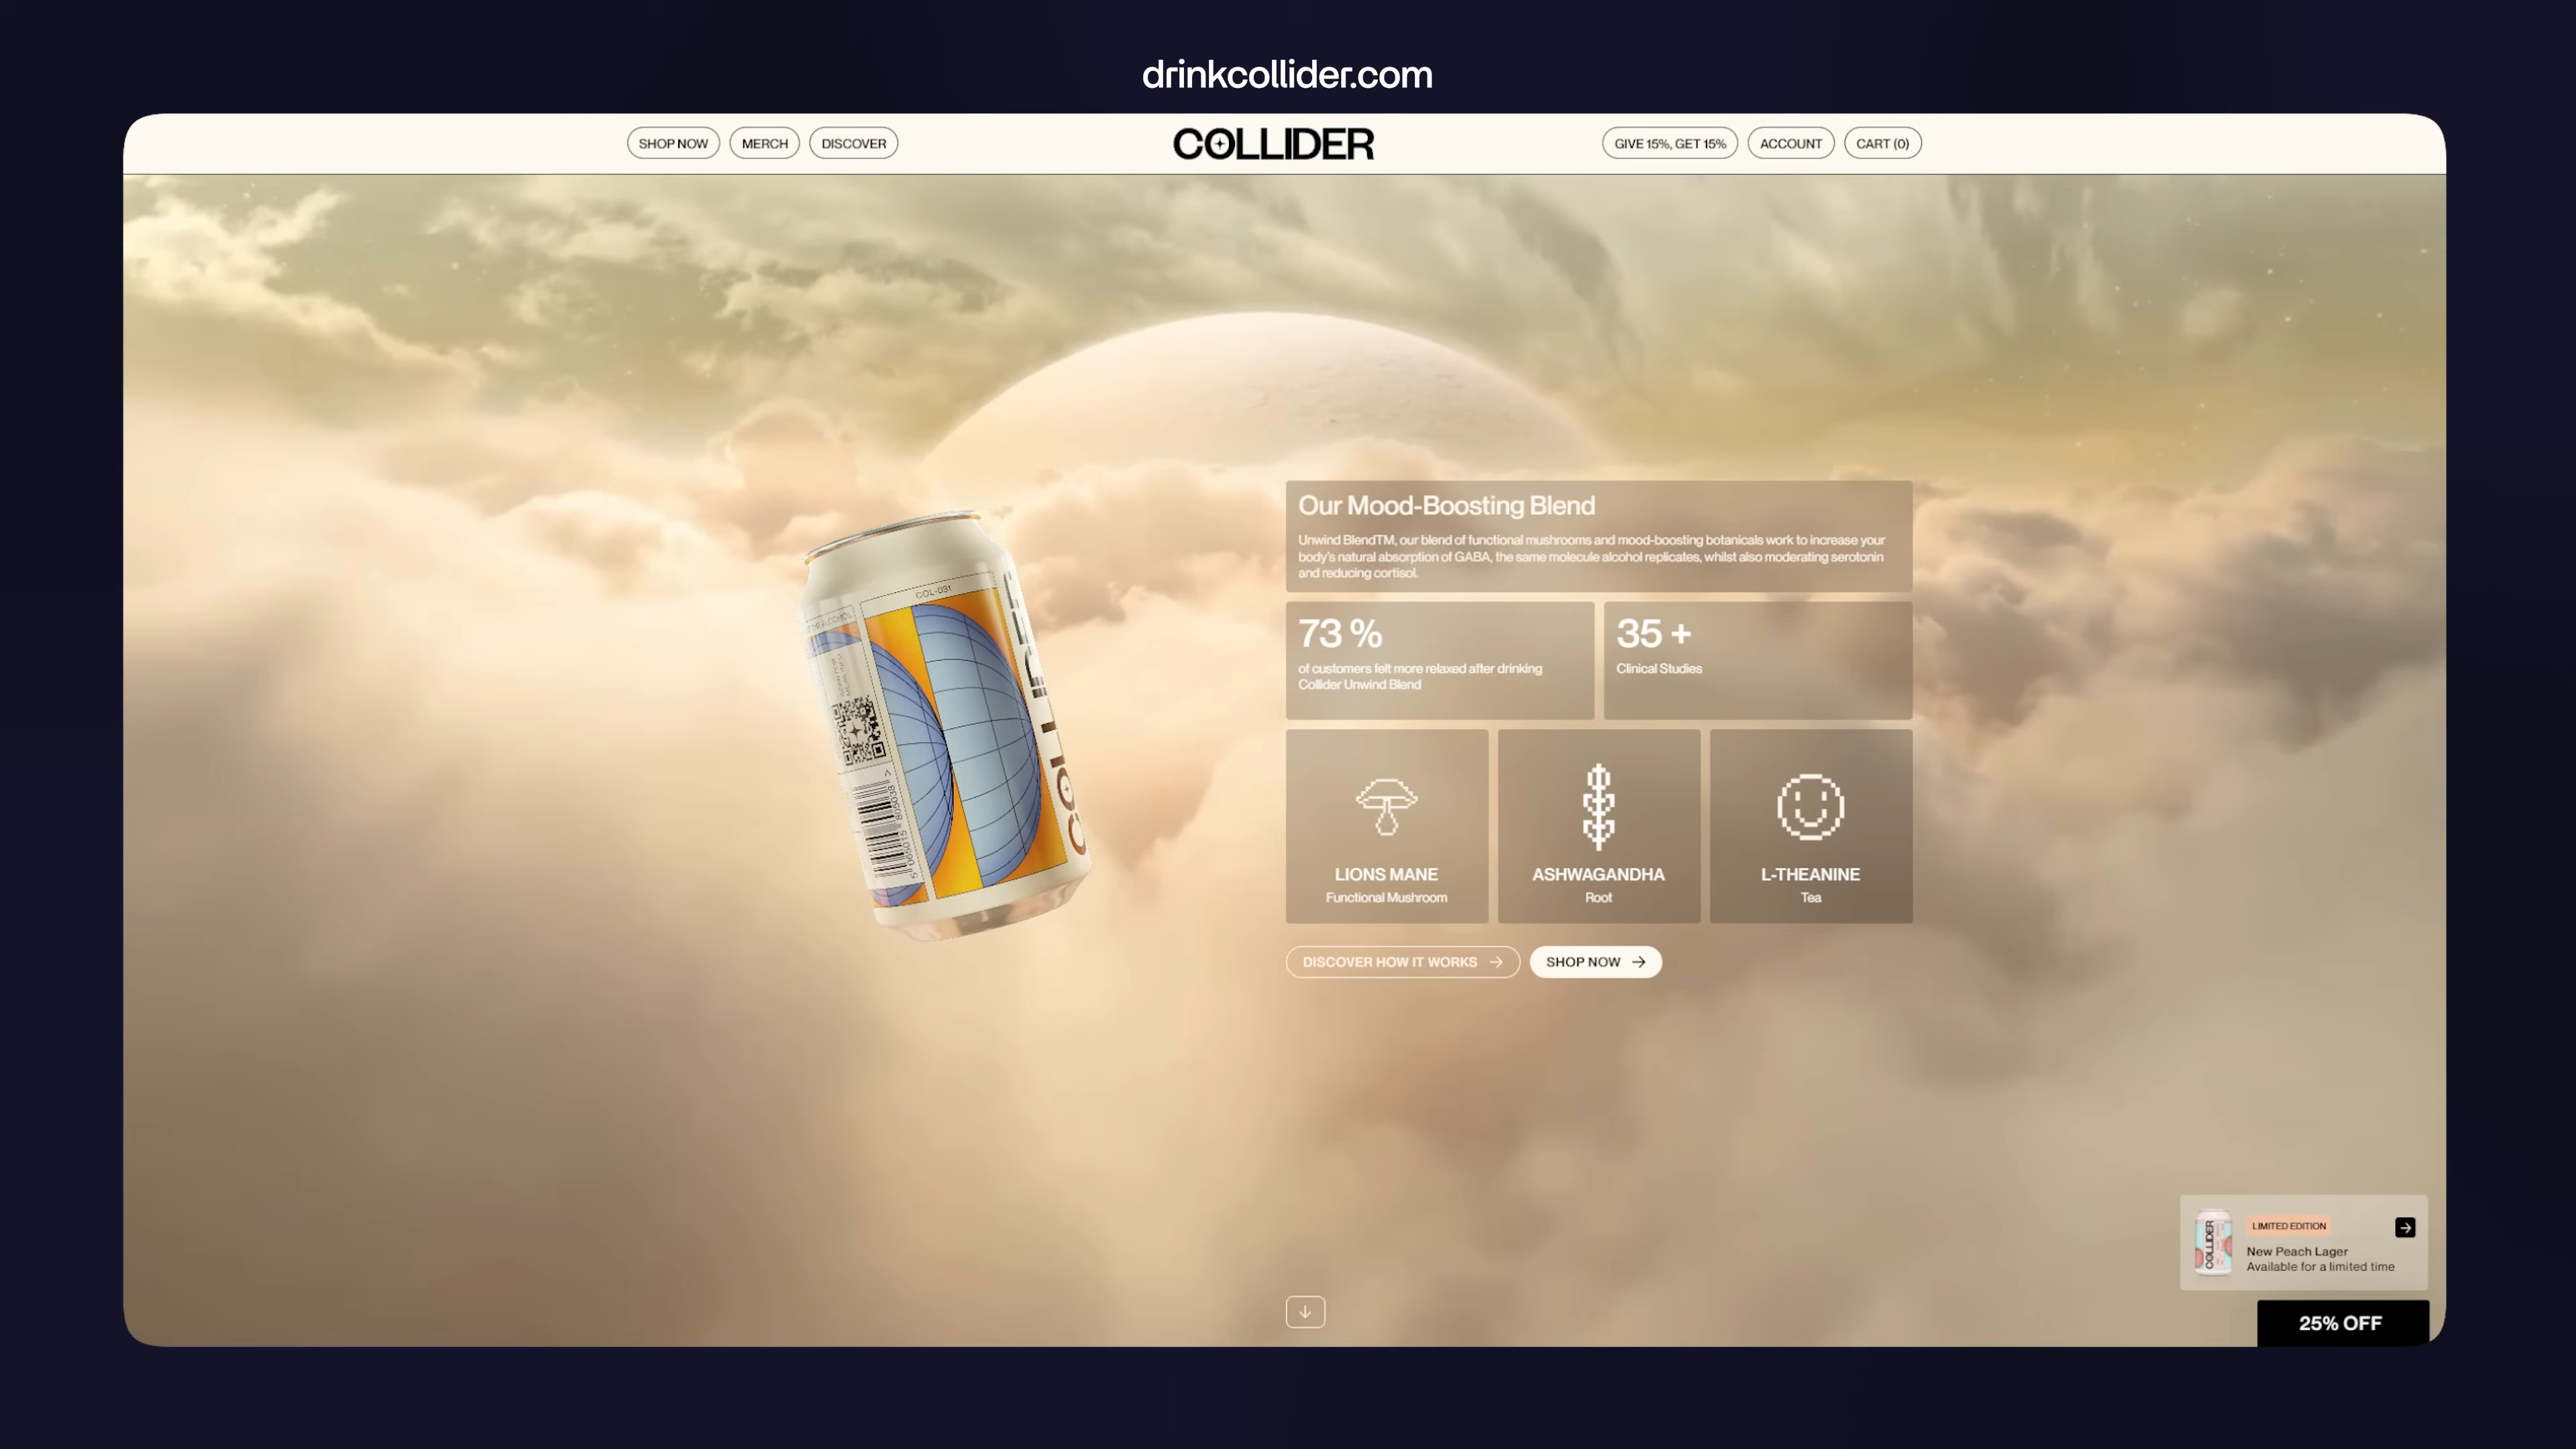 drinkcollider.com
SHOP NOW
MERCH
DISCOVER
COLLIDER
GIVE 15%, GET 15%
ACCOUNT
CART (0)
Our Mood-Boosting Blend
Unwind BlendTM, our blend of functional mushrooms and mood-boosting botanicals work to increase your
body's natural absorption of GABA, the same molecule alcohol replicates, whilst also moderating serotonin
and reducing cortisol.
73 %
of customers felt more relaxed after drinking
Collider Unwind Blend
35 +
Clinical Studies
COL-031
COLLIDER
LIONS MANE
Functional Mushroom
ASHWAGANDHA
Root
L-THEANINE
Tea
DISCOVER HOW IT WORKS
SHOP NOW
COLLIDER
LIMITED EDITION
New Peach Lager
Available for a limited time
25% OFF